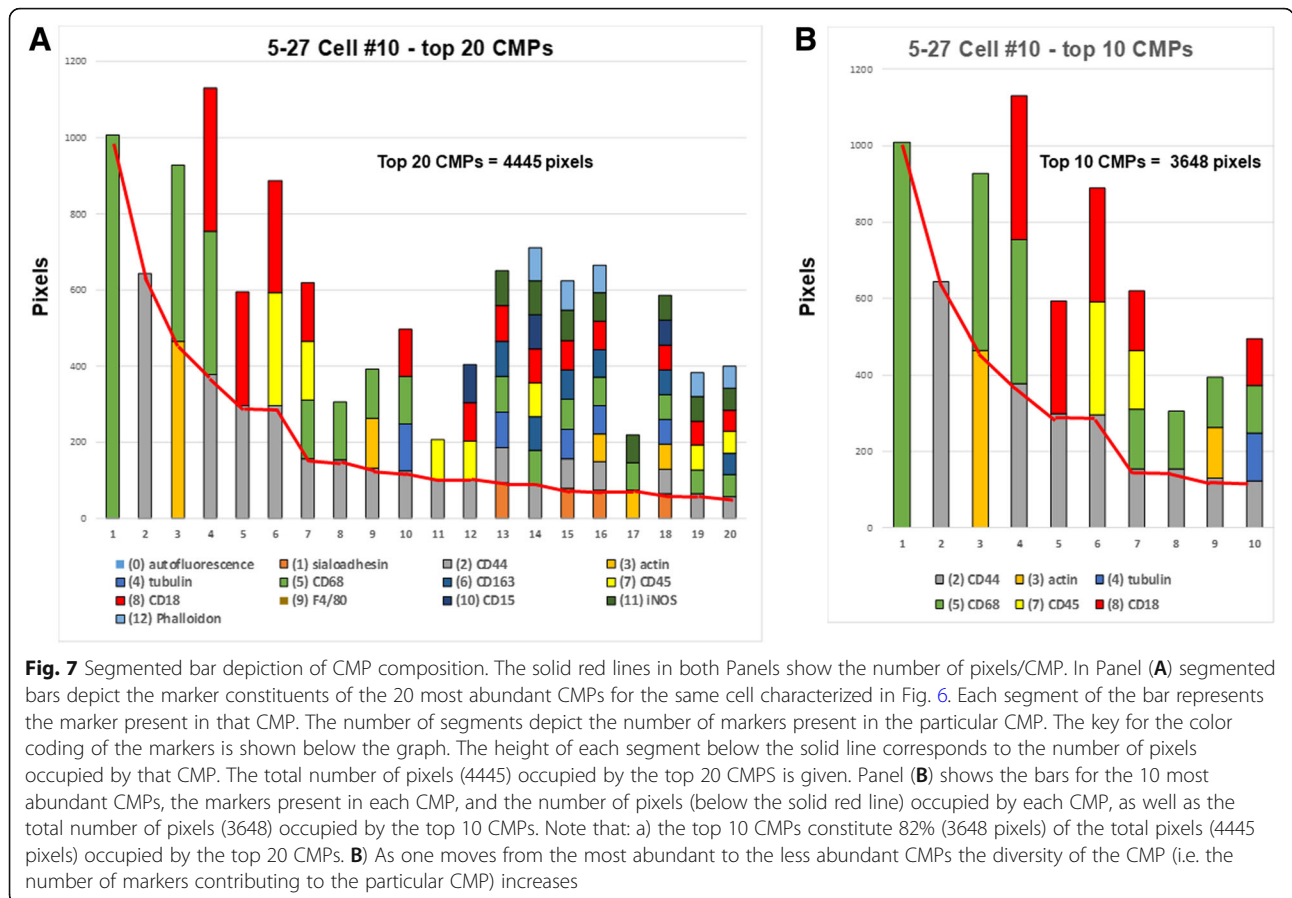 A
5-27 Cell #10 - top 20 CMPs
1200
1000
800
600
400
200
0
Pixels
Top 20 CMPs = 4445 pixels
1 2 3 4 5 6 7 8 9 10 11 12 13 14 15 16 17 18 19 20
(0) autofluorescence (1) sialoadhesin (2) CD44 (3) actin
(4) tubulin (5) CD68 (6) CD163 (7) CD45
(8) CD18 (9) F4/80 (10) CD15 (11) iNOS
(12) Phalloidon
B
5-27 Cell #10 - top 10 CMPs
1200
1000
800
600
400
200
0
Pixels
Top 10 CMPs = 3648 pixels
1 2 3 4 5 6 7 8 9 10
(2) CD44 (3) actin (4) tubulin
(5) CD68 (7) CD45 (8) CD18
Fig. 7 Segmented bar depiction of CMP composition. The solid red lines in both Panels show the number of pixels/CMP. In Panel (A) segmented
bars depict the marker constituents of the 20 most abundant CMPs for the same cell characterized in Fig. 6. Each segment of the bar represents
the marker present in that CMP. The number of segments depict the number of markers present in the particular CMP. The key for the color
coding of the markers is shown below the graph. The height of each segment below the solid line corresponds to the number of pixels
occupied by that CMP. The total number of pixels (4445) occupied by the top 20 CMPS is given. Panel (B) shows the bars for the 10 most
abundant CMPs, the markers present in each CMP, and the number of pixels (below the solid red line) occupied by each CMP, as well as the
total number of pixels (3648) occupied by the top 10 CMPs. Note that: a) the top 10 CMPs constitute 82% (3648 pixels) of the total pixels (4445
pixels) occupied by the top 20 CMPs. B) As one moves from the most abundant to the less abundant CMPs the diversity of the CMP (i.e. the
number of markers contributing to the particular CMP) increases